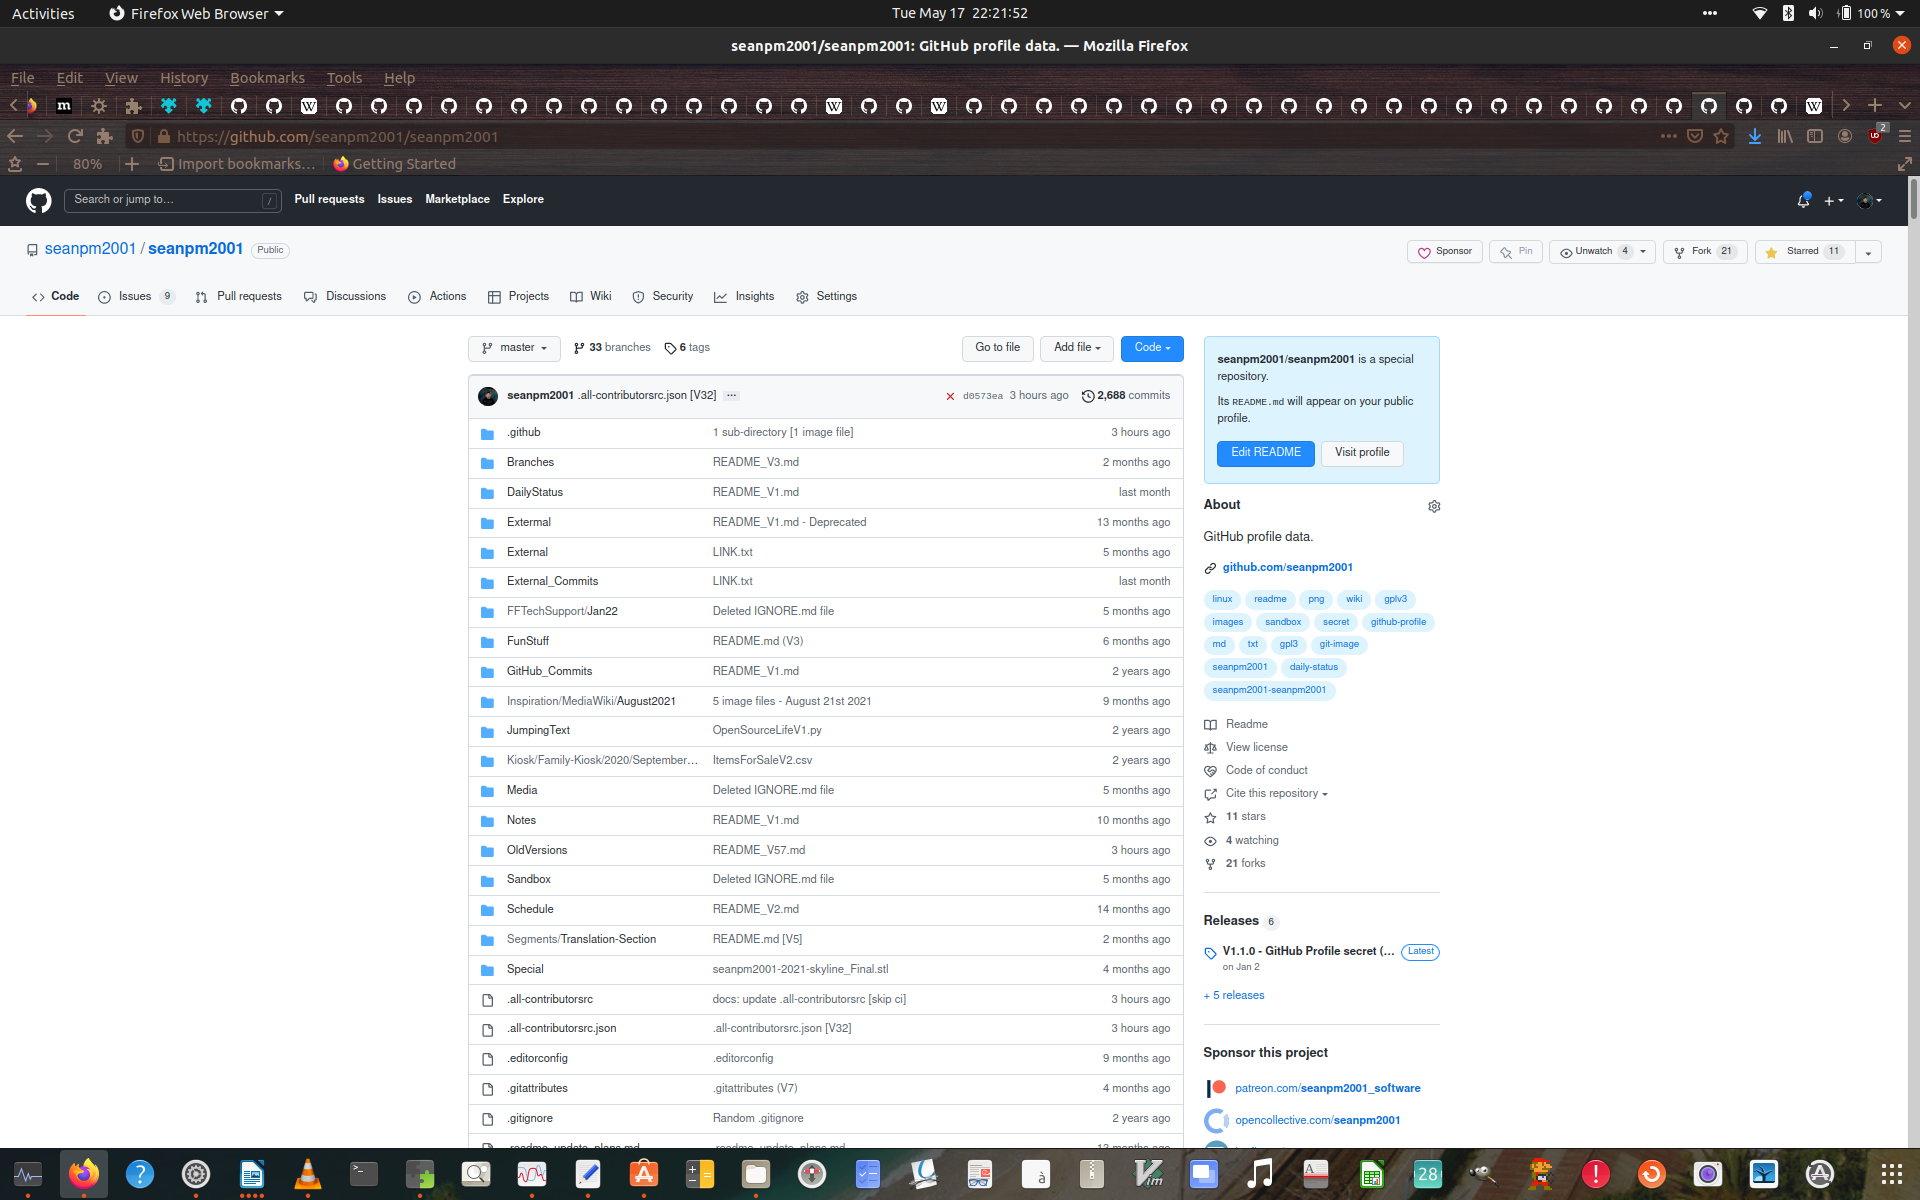 Activities Firefox Web Browser Tue May 17 22:21:52 100 %
seanpm2001/seanpm2001: GitHub profile data. — Mozilla Firefox
File Edit View History Bookmarks Tools Help
https://github.com/seanpm2001/seanpm2001 2
80% Import bookmarks... Getting Started
Search or jump to... / Pull requests Issues Marketplace Explore
seanpm2001 / seanpm2001 Public Sponsor Pin Unwatch 4 Fork 21 Starred 11
Code Issues 9 Pull requests Discussions Actions Projects Wiki Security Insights Settings
master 33 branches 6 tags Go to file Add file Code
seanpm2001 .all-contributorsrc.json [V32] ... d0573ea 3 hours ago 2,688 commits
.github 1 sub-directory [1 image file] 3 hours ago
Branches README_V3.md 2 months ago
DailyStatus README_V1.md last month
Extermal README_V1.md - Deprecated 13 months ago
External LINK.txt 5 months ago
External_Commits LINK.txt last month
FFTechSupport/Jan22 Deleted IGNORE.md file 5 months ago
FunStuff README.md (V3) 6 months ago
GitHub_Commits README_V1.md 2 years ago
Inspiration/MediaWiki/August2021 5 image files - August 21st 2021 9 months ago
JumpingText OpenSourceLifeV1.py 2 years ago
Kiosk/Family-Kiosk/2020/September... ItemsForSaleV2.csv 2 years ago
Media Deleted IGNORE.md file 5 months ago
Notes README_V1.md 10 months ago
OldVersions README_V57.md 3 hours ago
Sandbox Deleted IGNORE.md file 5 months ago
Schedule README_V2.md 14 months ago
Segments/Translation-Section README.md [V5] 2 months ago
Special seanpm2001-2021-skyline_Final.stl 4 months ago
.all-contributorsrc docs: update .all-contributorsrc [skip ci] 3 hours ago
.all-contributorsrc.json .all-contributorsrc.json [V32] 3 hours ago
.editorconfig .editorconfig 9 months ago
.gitattributes .gitattributes (V7) 4 months ago
.gitignore Random .gitignore 2 years ago
.readme_update_plans.md .readme_update_plans.md 13 months ago
seanpm2001/seanpm2001 is a special
repository.
Its README.md will appear on your public
profile.
Edit README Visit profile
About
GitHub profile data.
github.com/seanpm2001
linux readme png wiki gplv3
images sandbox secret github-profile
md txt gpl3 git-image
seanpm2001 daily-status
seanpm2001-seanpm2001
Readme
View license
Code of conduct
Cite this repository
11 stars
4 watching
21 forks
Releases 6
V1.1.0 - GitHub Profile secret (... Latest
on Jan 2
+ 5 releases
Sponsor this project
patreon.com/seanpm2001_software
opencollective.com/seanpm2001
28